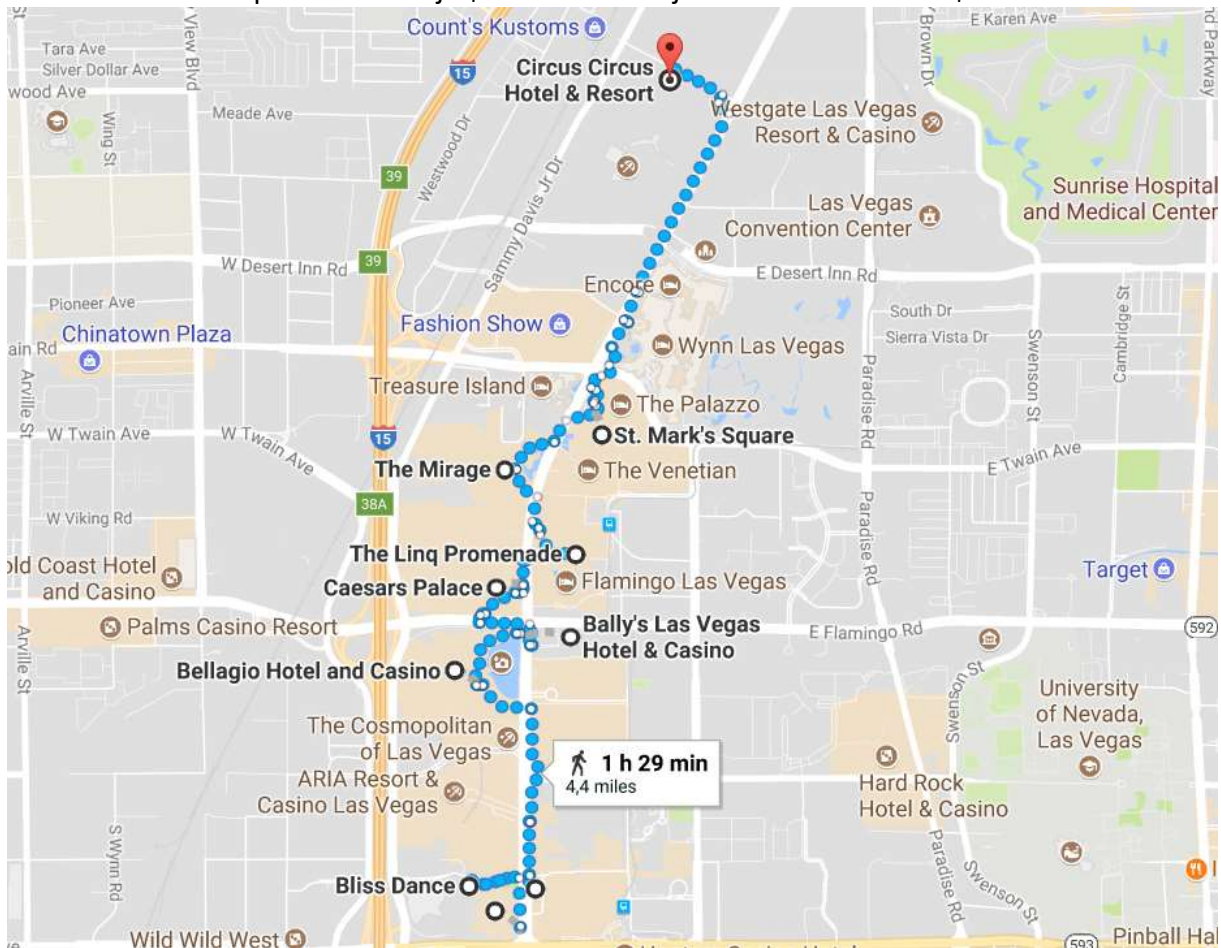 Count's Kustoms
E Karen Ave
Tara Ave
Silver Dollar Ave
wood Ave
View Blvd
Wing St
Meade Ave
15
Circus Circus
Hotel & Resort
Westgate Las Vegas
Resort & Casino
Brown Dr
Parkway
39
Westwood Dr
Sammy Davis Jr Dr
Las Vegas
Convention Center
Sunrise Hospital
and Medical Center
39
W Desert Inn Rd
E Desert Inn Rd
Pioneer Ave
Encore
Chinatown Plaza
Fashion Show
Wynn Las Vegas
South Dr
Sierra Vista Dr
Cambridge St
Swenson St
ain Rd
Arville St
Treasure Island
The Palazzo
Paradise Rd
W Twain Ave
W Twain Ave
15
St. Mark's Square
The Mirage
The Venetian
E Twain Ave
38A
W Viking Rd
Paradise Rd
The Linq Promenade
old Coast Hotel
and Casino
Caesars Palace
Flamingo Las Vegas
Target
Palms Casino Resort
Bally's Las Vegas
Hotel & Casino
E Flamingo Rd
592
Arville St
Bellagio Hotel and Casino
Swenson St
University
of Nevada,
Las Vegas
The Cosmopolitan
of Las Vegas
1 h 29 min
4,4 miles
ARIA Resort &
Casino Las Vegas
Hard Rock
Hotel & Casino
S Wynn Rd
Paradise Rd
Swenson St
Bliss Dance
Wild Wild West
593
Pinball Hal